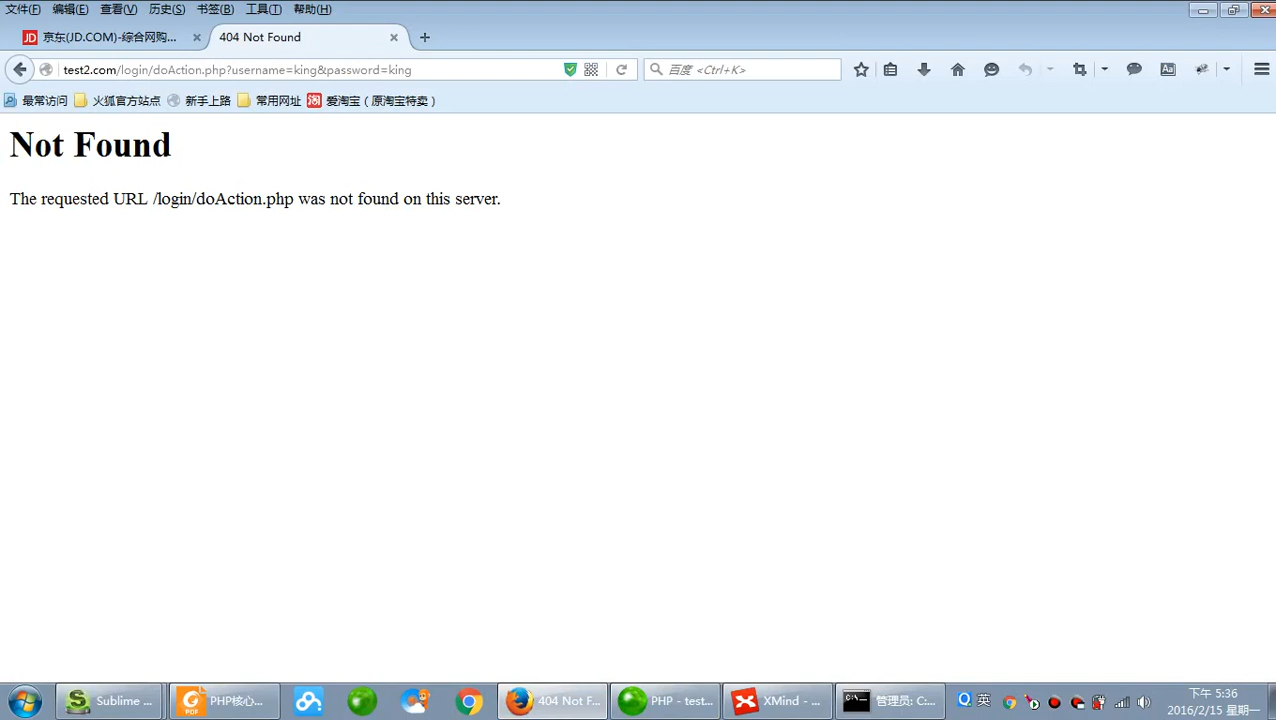 文件(F) 编辑(E) 查看(V) 历史(S) 书签(B) 工具(T) 帮助(H)
JD 京东(JD.COM)-综合网购... 404 Not Found
test2.com/login/doAction.php?username=king&password=king 百度 <Ctrl+K>
最常访问 火狐官方站点 新手上路 常用网址 淘 爱淘宝（原淘宝特卖）
Not Found
The requested URL /login/doAction.php was not found on this server.
Sublime ... PHP核心... 404 Not F... PHP - test... XMind - ... 管理员: C:... 英 下午 5:36
2016/2/15 星期一